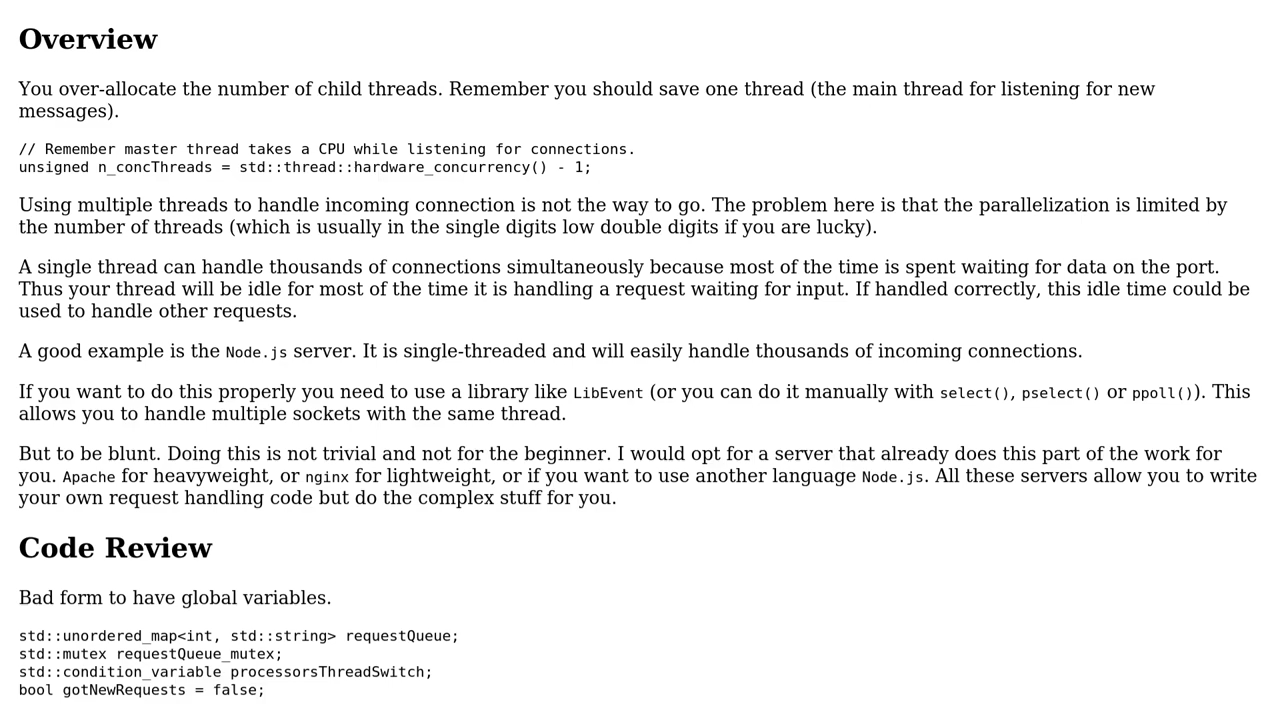 Overview
You over-allocate the number of child threads. Remember you should save one thread (the main thread for listening for new
messages).
// Remember master thread takes a CPU while listening for connections.
unsigned n_concThreads = std::thread::hardware_concurrency() - 1;
Using multiple threads to handle incoming connection is not the way to go. The problem here is that the parallelization is limited by
the number of threads (which is usually in the single digits low double digits if you are lucky).
A single thread can handle thousands of connections simultaneously because most of the time is spent waiting for data on the port.
Thus your thread will be idle for most of the time it is handling a request waiting for input. If handled correctly, this idle time could be
used to handle other requests.
A good example is the Node.js server. It is single-threaded and will easily handle thousands of incoming connections.
If you want to do this properly you need to use a library like LibEvent (or you can do it manually with select(), pselect() or ppoll()). This
allows you to handle multiple sockets with the same thread.
But to be blunt. Doing this is not trivial and not for the beginner. I would opt for a server that already does this part of the work for
you. Apache for heavyweight, or nginx for lightweight, or if you want to use another language Node.js. All these servers allow you to write
your own request handling code but do the complex stuff for you.
Code Review
Bad form to have global variables.
std::unordered_map<int, std::string> requestQueue;
std::mutex requestQueue_mutex;
std::condition_variable processorsThreadSwitch;
bool gotNewRequests = false;